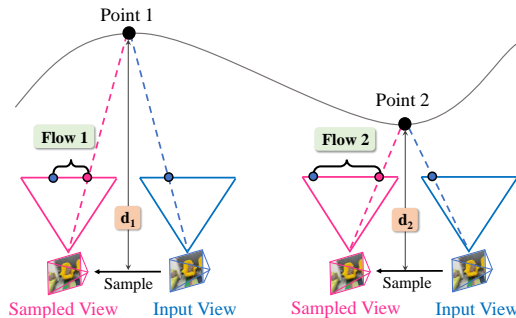 Point 1
Point 2
Flow 1
Flow 2
d1
d2
Sample
Sample
Sampled View
Input View
Sampled View
Input View